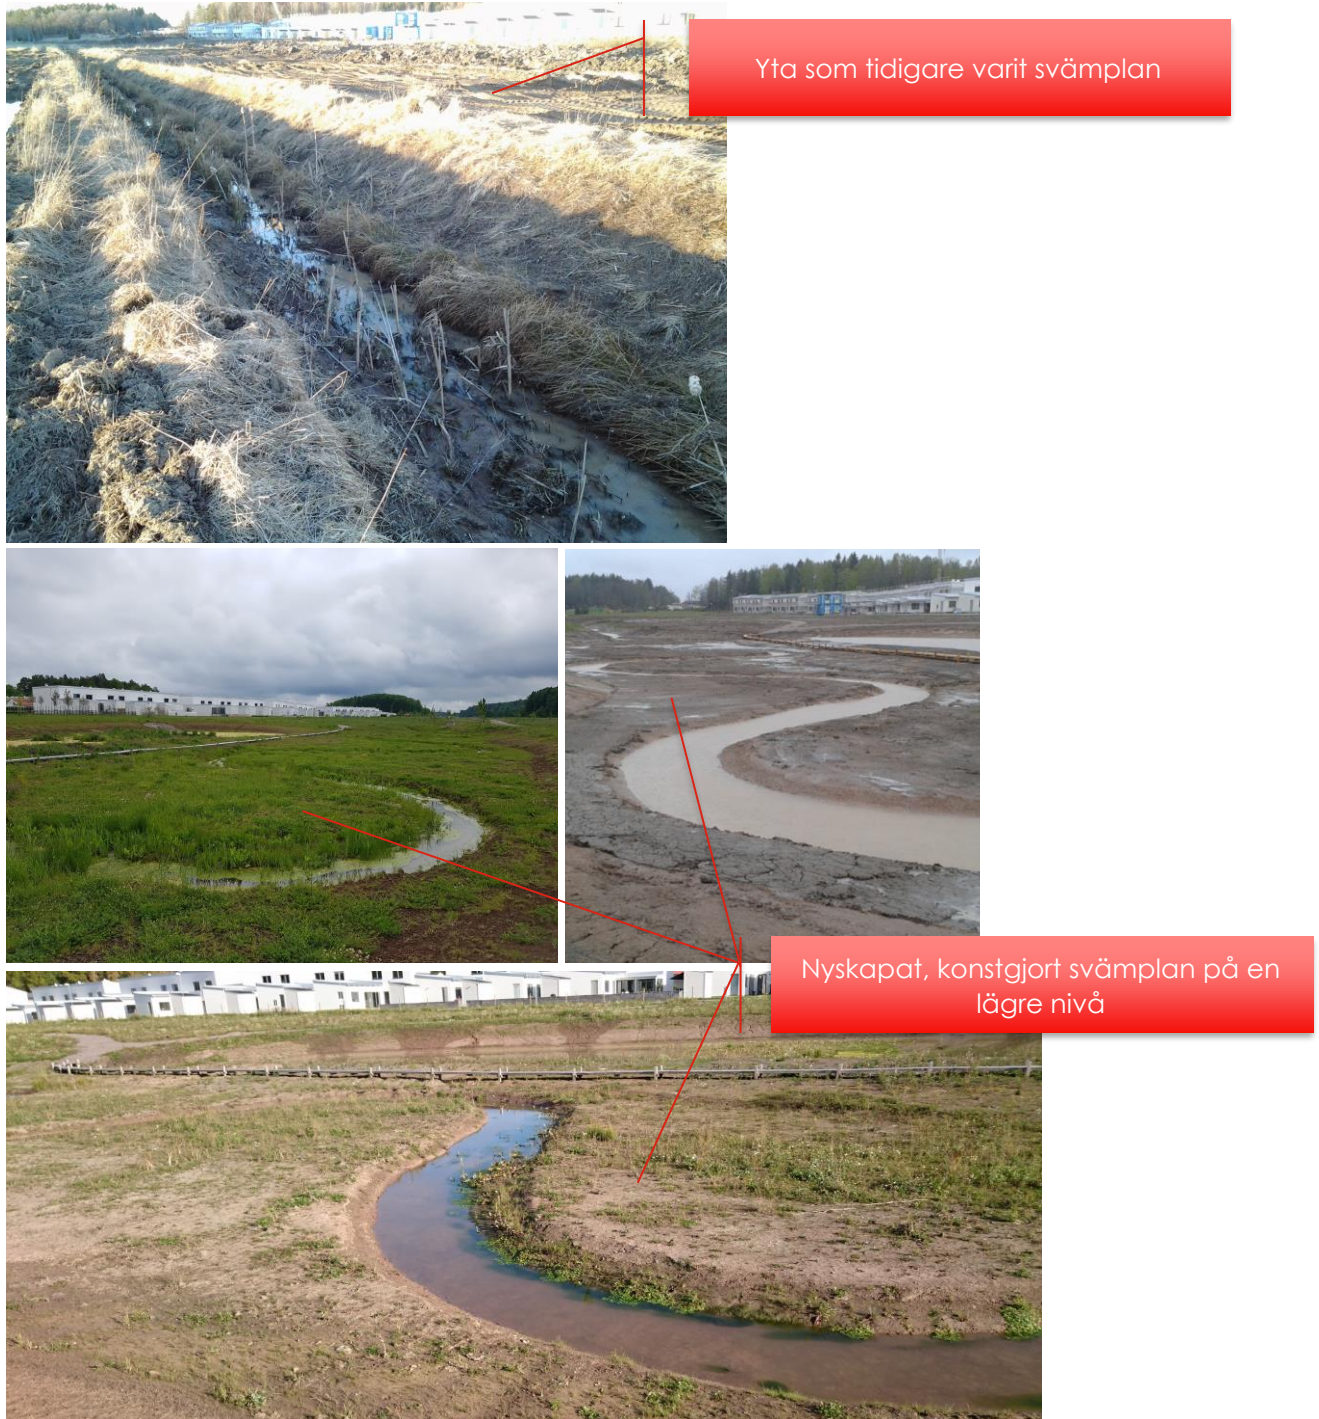 Yta som tidigare varit svämplan
Nyskapat, konstgjort svämplan på en
lägre nivå